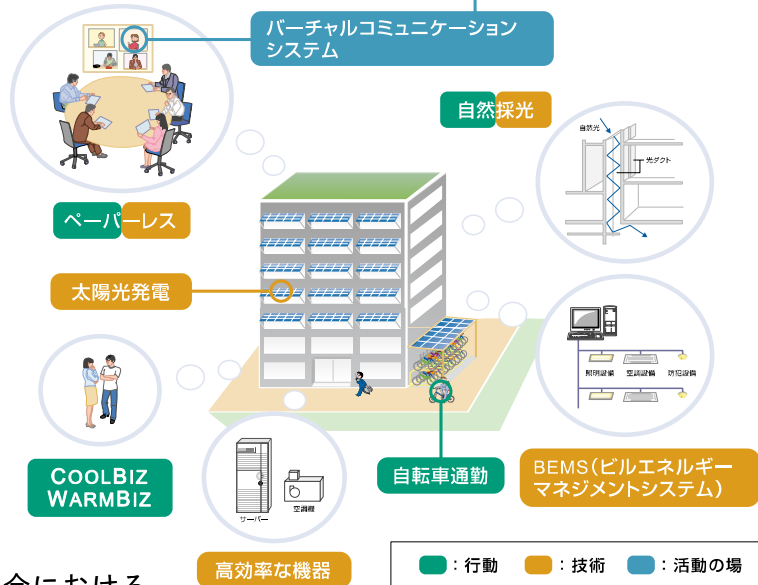 バーチャルコミュニケーション
システム
自然採光
自然光
光ダクト
ペーパーレス
太陽光発電
照明設備 空調設備 防犯設備
COOLBIZ
WARMBIZ
自転車通勤
BEMS(ビルエネルギー
マネジメントシステム)
サーバー
空調機
高効率な機器
:行動 :技術 :活動の場
会における